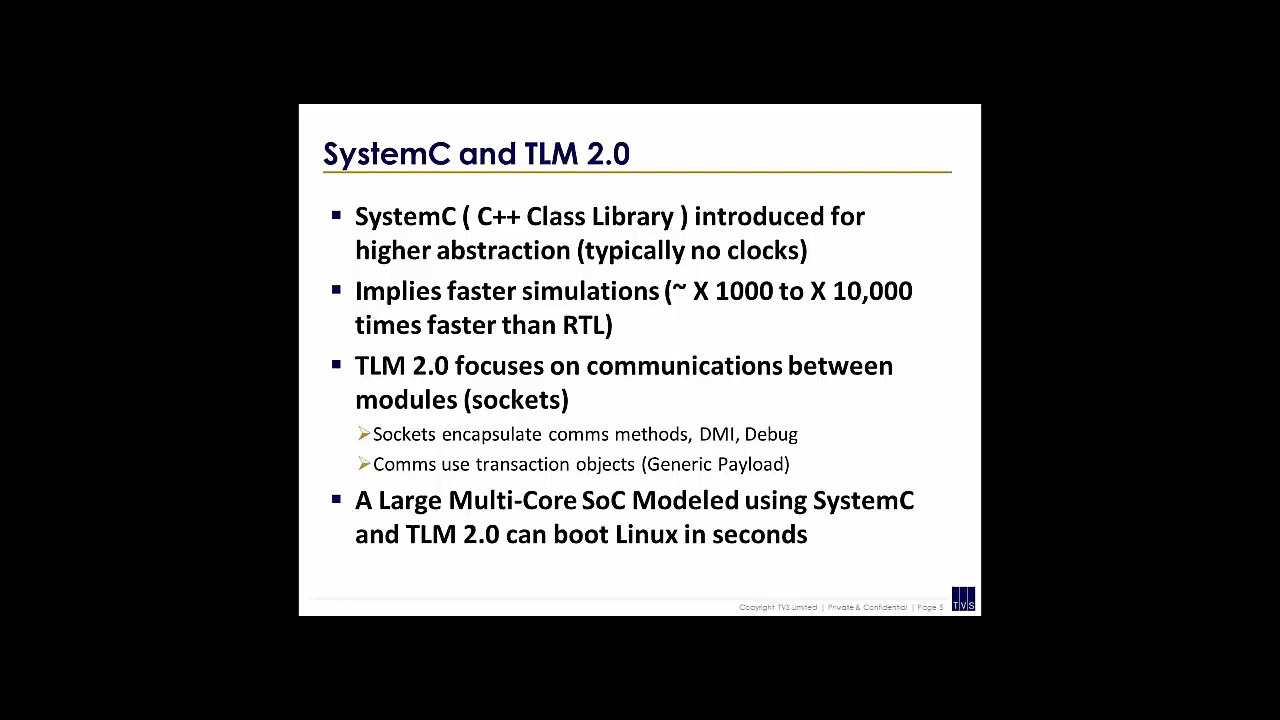 SystemC and TLM 2.0
▪ SystemC ( C++ Class Library ) introduced for
higher abstraction (typically no clocks)
▪ Implies faster simulations (~ X 1000 to X 10,000
times faster than RTL)
▪ TLM 2.0 focuses on communications between
modules (sockets)
➢Sockets encapsulate comms methods, DMI, Debug
➢Comms use transaction objects (Generic Payload)
▪ A Large Multi-Core SoC Modeled using SystemC
and TLM 2.0 can boot Linux in seconds
Copyright TVS Limited | Private & Confidential | Page 5
TVS